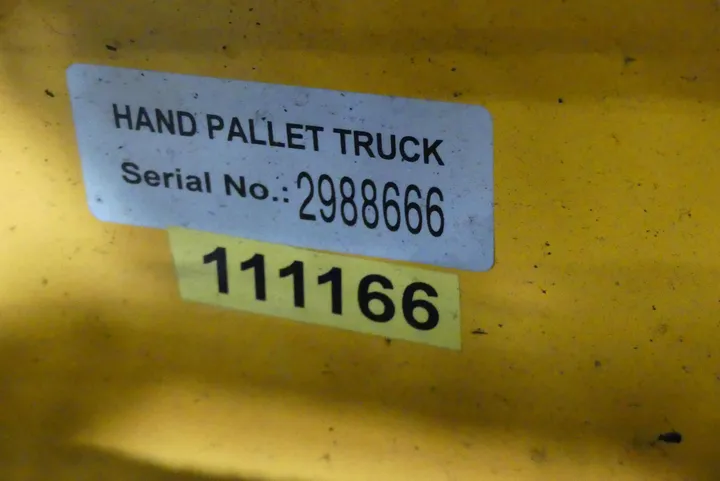 HAND PALLET TRUCK
Serial No.: 2988666
111166